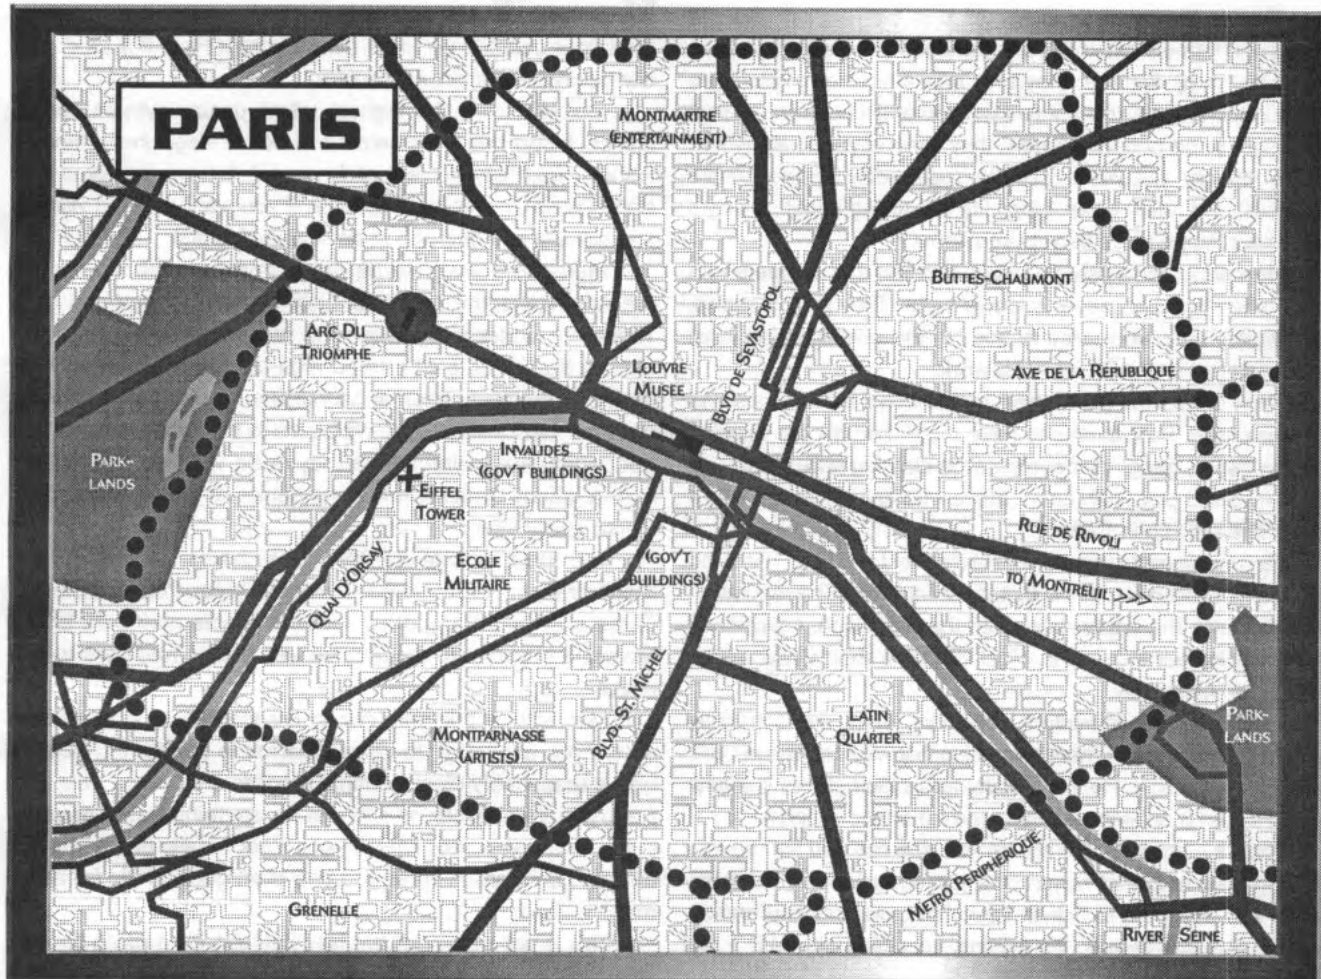 PARIS
MONTMARTRE
(ENTERTAINMENT)
BUTTES-CHAUMONT
ARC DU
TRIOMPHE
LOUVRE
MUSÉE
BLVD DE SEVASTOPOL
AVE DE LA RÉPUBLIQUE
PARK-
LANDS
INVALIDES
(GOV'T BUILDINGS)
EIFFEL
TOWER
RUE DE RIVOLI
TO MONTREUIL >>>
ECOLE
MILITAIRE
(GOV'T
BUILDINGS)
QUAI D'ORSAY
BLVD. ST. MICHEL
LATIN
QUARTER
PARK-
LANDS
MONTPARNASSE
(ARTISTS)
METRO PERIPHERIQUE
GRENELLE
RIVER SEINE